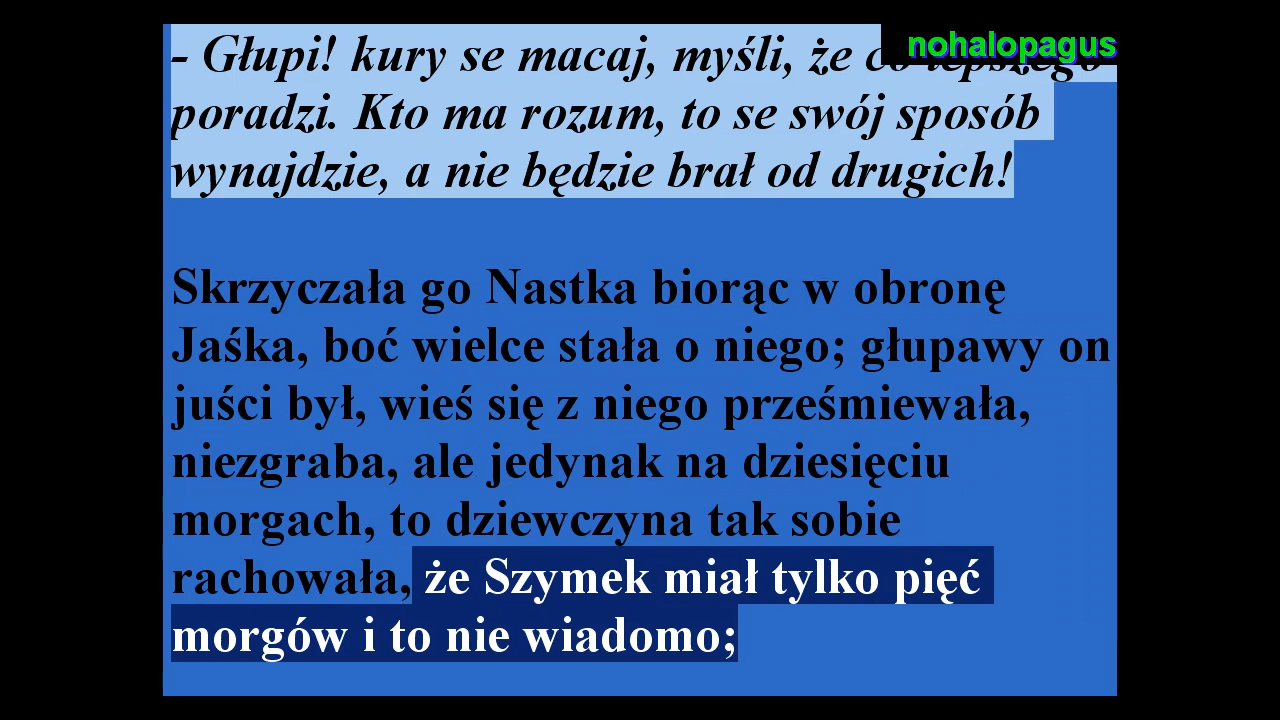 - Głupi! kury se macaj, myśli, że co lepszego
nohalopagus
poradzi. Kto ma rozum, to se swój sposób
wynajdzie, a nie będzie brał od drugich!
Skrzyczała go Nastka biorąc w obronę
Jaśka, boć wielce stała o niego; głupawy on
juści był, wieś się z niego prześmiewała,
niezgraba, ale jedynak na dziesięciu
morgach, to dziewczyna tak sobie
rachowała, że Szymek miał tylko pięć
morgów i to nie wiadomo;